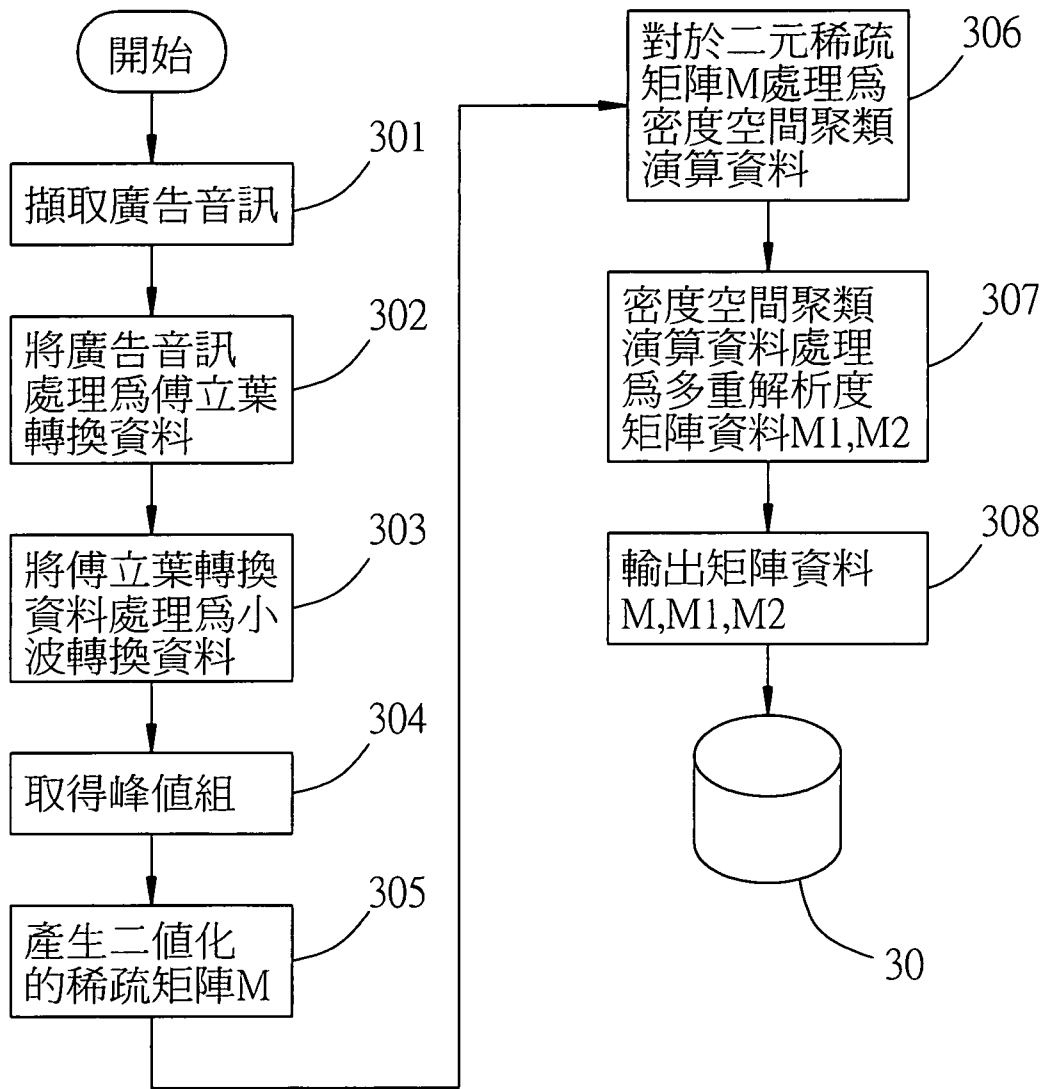 開始
301
擷取廣告音訊
302
將廣告音訊
處理爲傅立葉
轉換資料
303
將傅立葉轉換
資料處理爲小
波轉換資料
304
取得峰值組
305
產生二值化
的稀疏矩陣M
306
對於二元稀疏
矩陣M處理爲
密度空間聚類
演算資料
307
密度空間聚類
演算資料處理
爲多重解析度
矩陣資料M1,M2
308
輸出矩陣資料
M,M1,M2
30